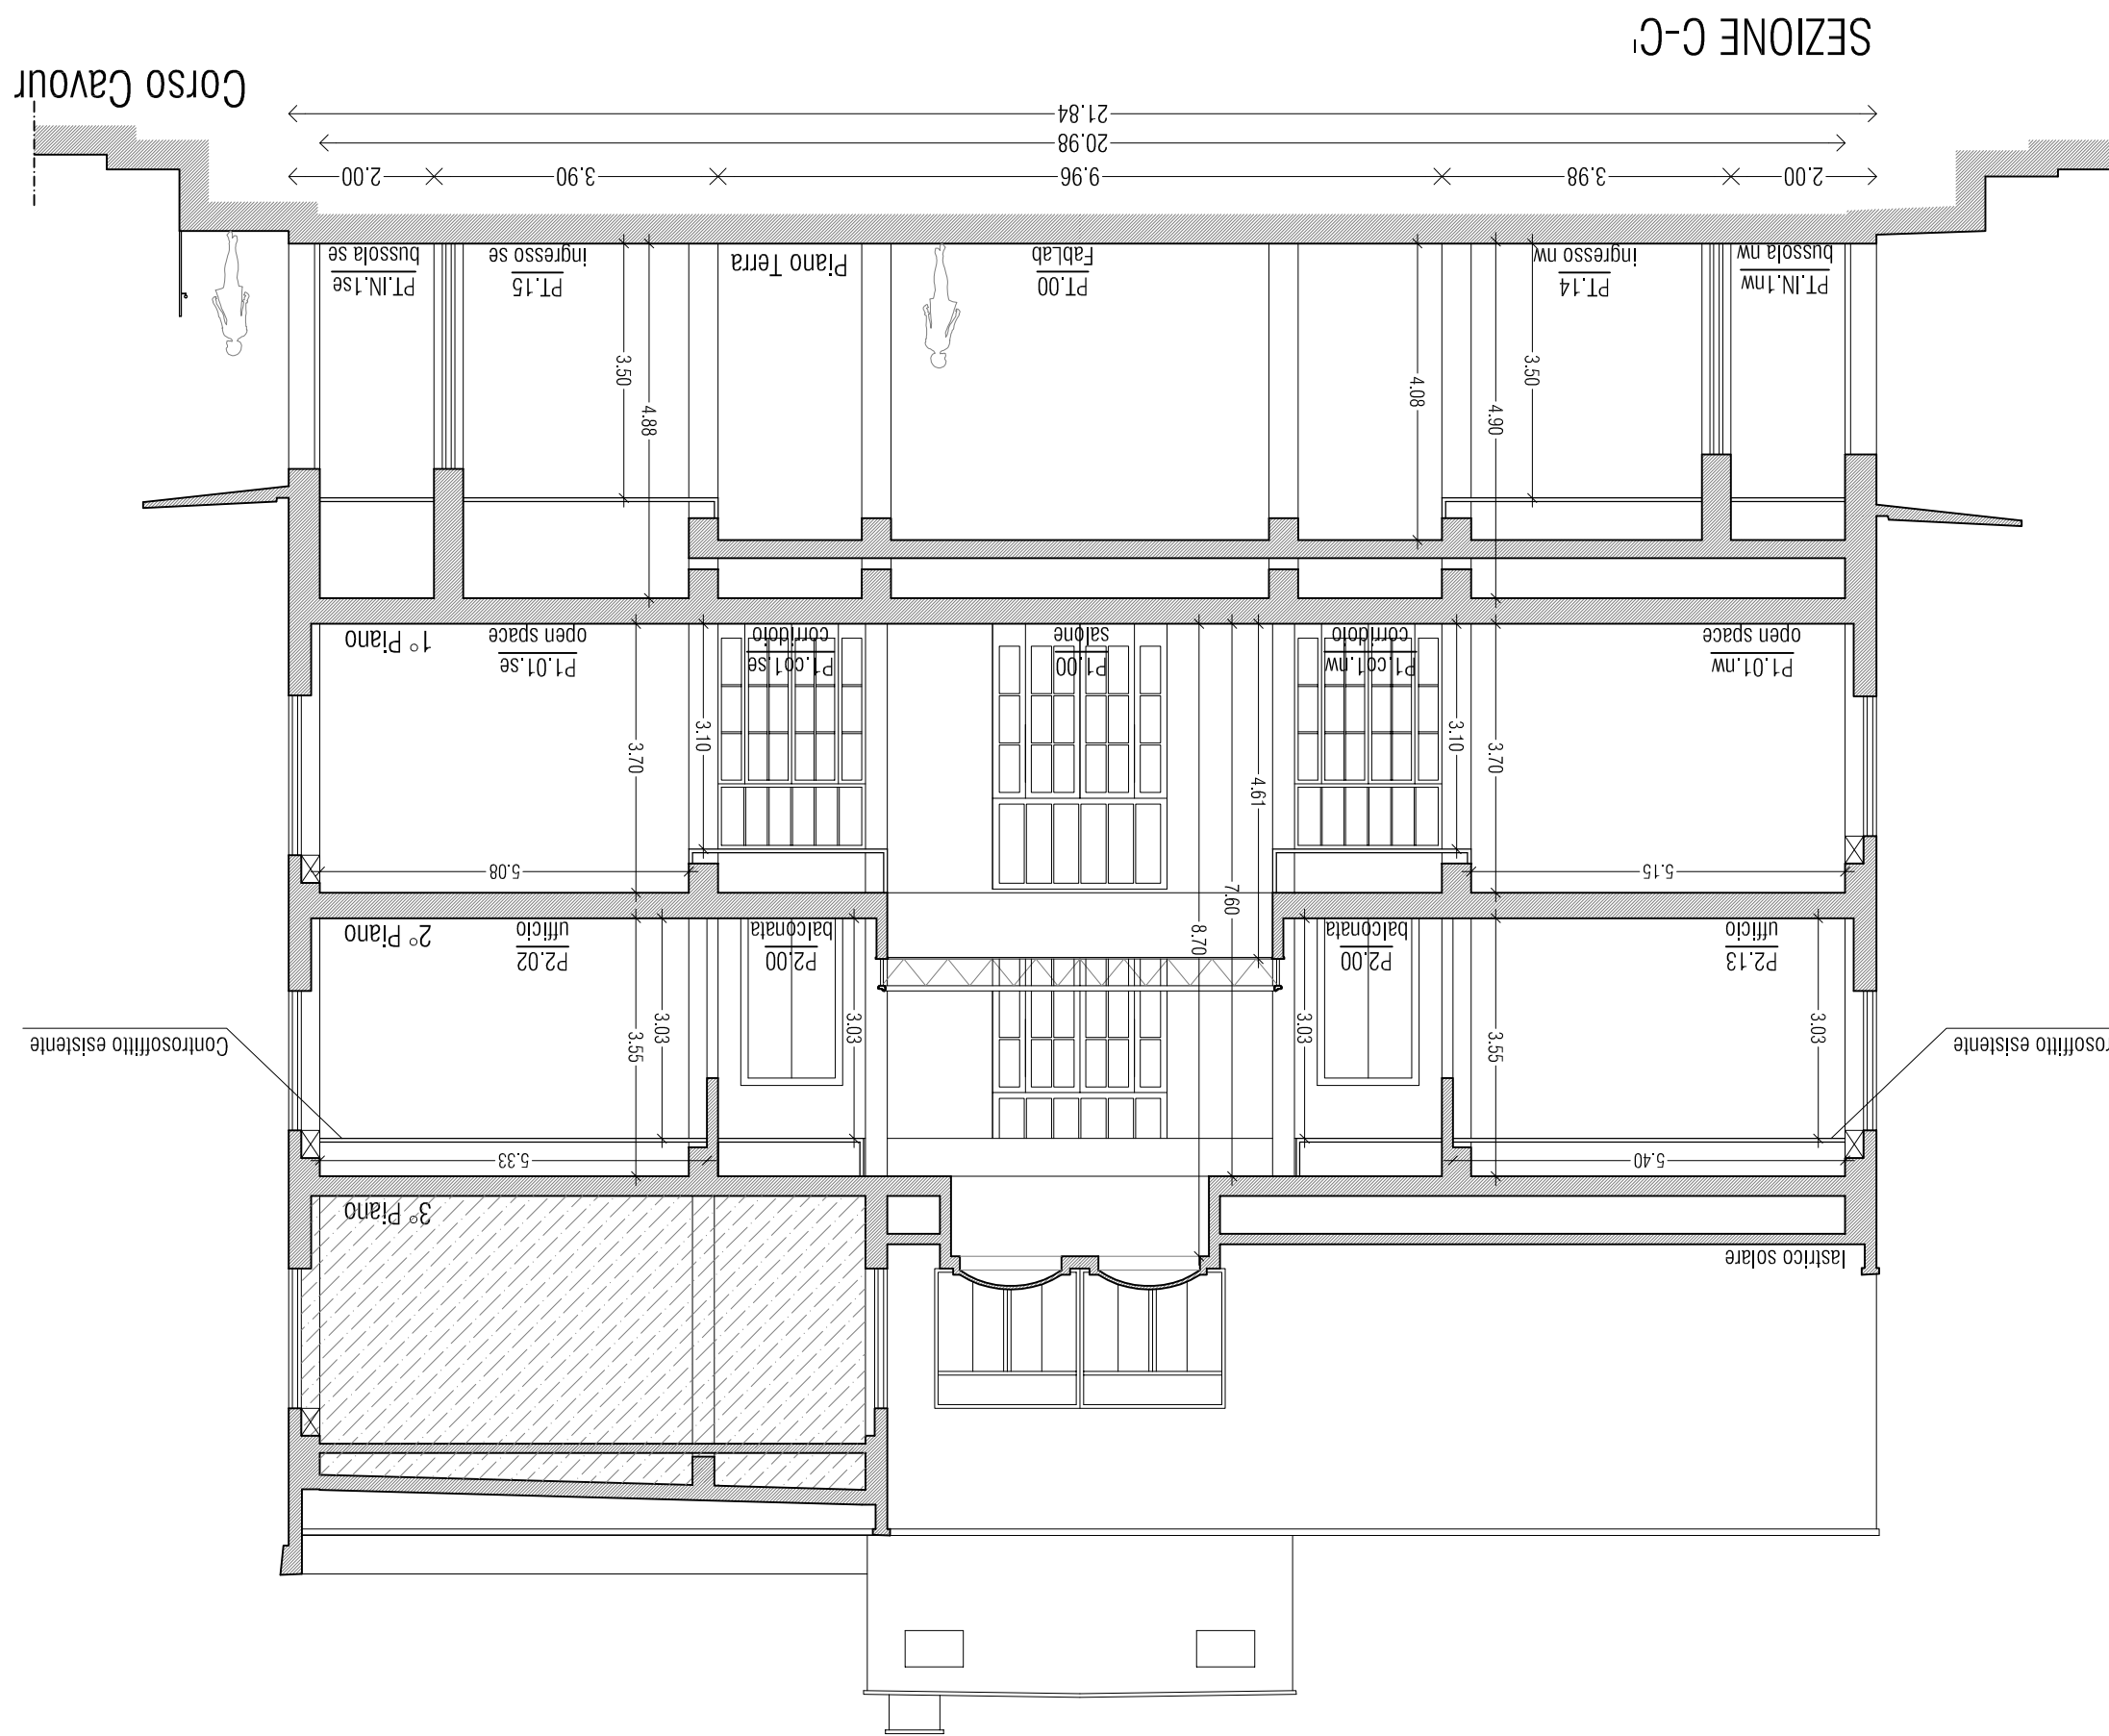 lastrico solare
3° Piano
5.40
5.33
rosoffitto esistente
3.03
3.55
3.03
3.03
3.03
3.55
Controsoffitto esistente
P2.13
ufficio
P2.00
balconata
8.70
P2.00
balconata
P2.02
ufficio
2° Piano
7.60
5.15
5.08
4.61
3.70
3.10
3.10
3.70
P1.01.nw
open space
P1.co1.nw
corridoio
P1.00
salone
P1.co1.se
corridoio
P1.01.se
open space
1° Piano
4.90
4.08
4.88
3.50
3.50
PT.IN.1nw
bussola nw
PT.14
ingresso nw
PT.00
FabLab
Piano Terra
PT.15
ingresso se
PT.IN.1se
bussola se
2.00
3.98
9.96
3.90
2.00
20.98
21.84
Corso Cavour
SEZIONE C-C'